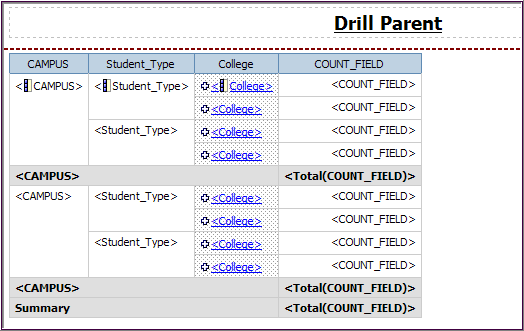 Drill Parent
CAMPUS Student_Type College COUNT_FIELD
<CAMPUS> <Student_Type> <College> <COUNT_FIELD>
<College> <COUNT_FIELD>
<Student_Type> <College> <COUNT_FIELD>
<College> <COUNT_FIELD>
<CAMPUS> <Total(COUNT_FIELD)>
<CAMPUS> <Student_Type> <College> <COUNT_FIELD>
<College> <COUNT_FIELD>
<Student_Type> <College> <COUNT_FIELD>
<College> <COUNT_FIELD>
<CAMPUS> <Total(COUNT_FIELD)>
Summary <Total(COUNT_FIELD)>